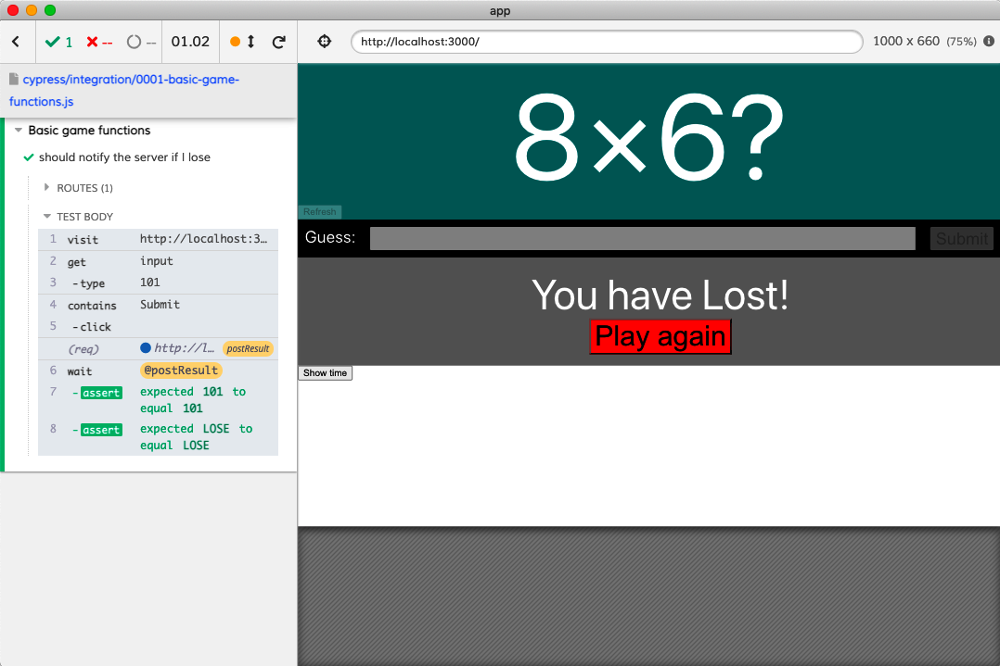 app
1 -- -- 01.02 http://localhost:3000/ 1000 x 660 (75%)
cypress/integration/0001-basic-game-
functions.js
Basic game functions
should notify the server if I lose
ROUTES (1)
TEST BODY
1 visit http://localhost:3…
2 get input
3 -type 101
4 contains Submit
5 -click
(req) http://l… postResult
6 wait @postResult
7 -assert expected 101 to
equal 101
8 -assert expected LOSE to
equal LOSE
8×6?
Refresh
Guess: Submit
You have Lost!
Play again
Show time